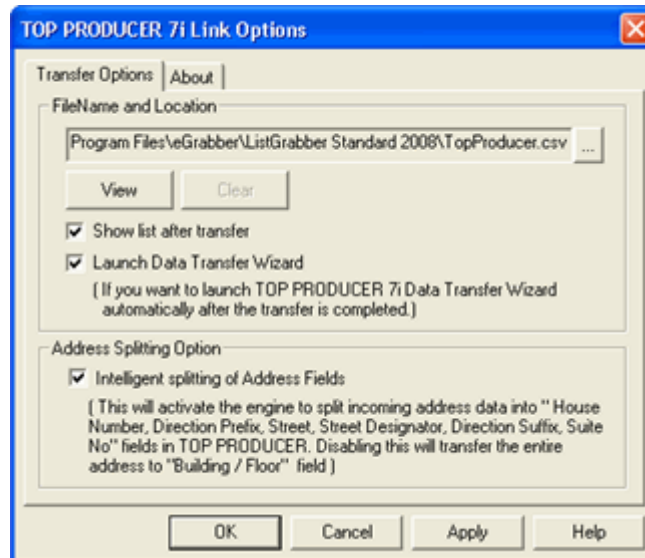 TOP PRODUCER 7i Link Options
Transfer Options
About
FileName and Location
Program Files\eGrabber\ListGrabber Standard 2008\TopProducer.csv
...
View
Clear
Show list after transfer
Launch Data Transfer Wizard
( If you want to launch TOP PRODUCER 7i Data Transfer Wizard
automatically after the transfer is completed.)
Address Splitting Option
Intelligent splitting of Address Fields
( This will activate the engine to split incoming address data into " House
Number, Direction Prefix, Street, Street Designator, Direction Suffix, Suite
No" fields in TOP PRODUCER. Disabling this will transfer the entire
address to "Building / Floor" field )
OK
Cancel
Apply
Help